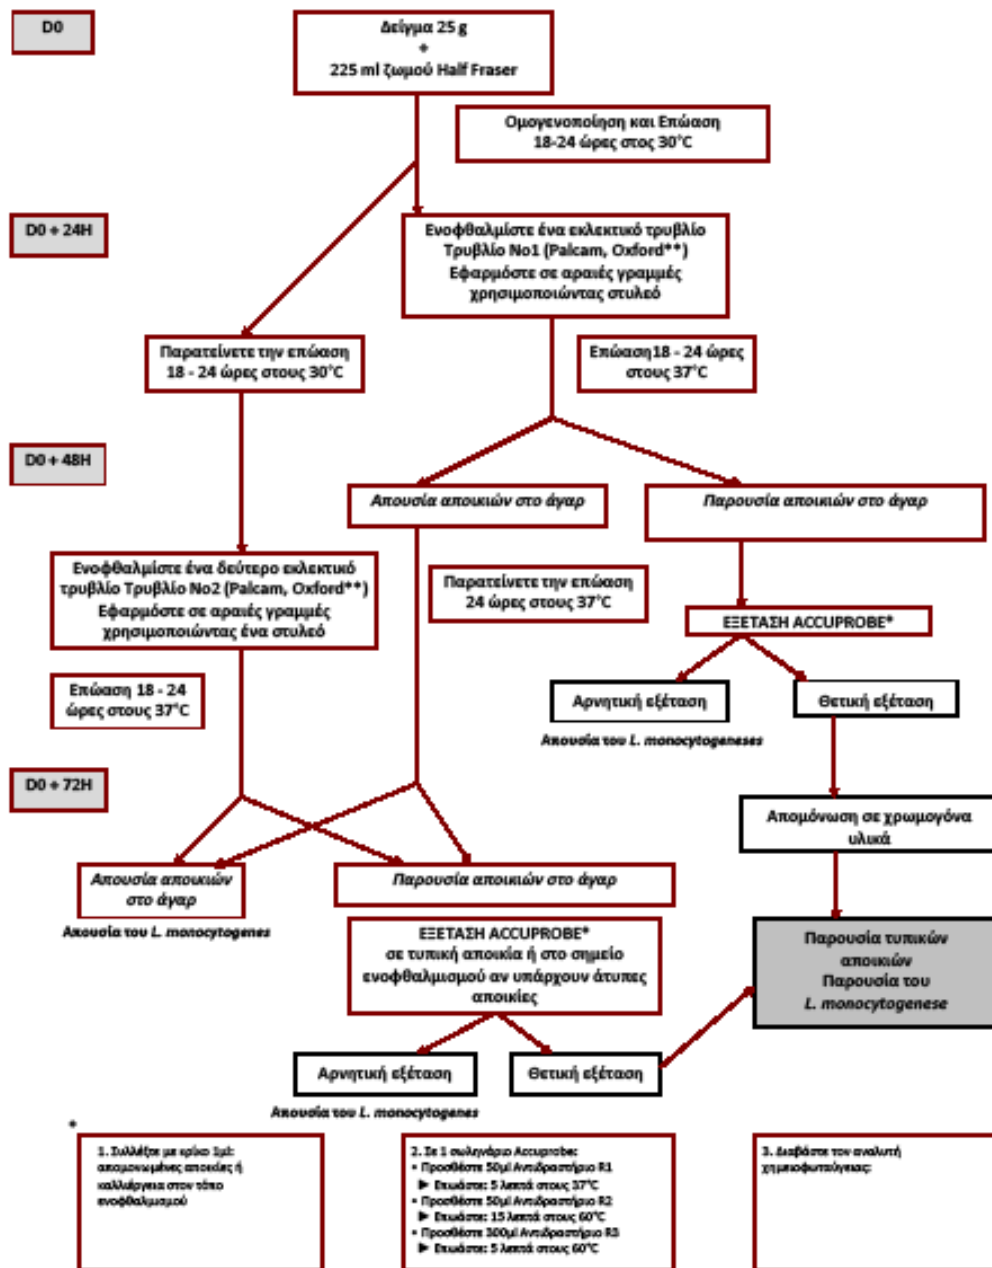 D0
Δείγμα 25 g
+
225 ml ζωμού Half Fraser
Ομογενοποίηση και Επώαση
18-24 ώρες στος 30°C
D0 + 24H
Ενοφθαλμίστε ένα εκλεκτικό τρυβλίο
Τρυβλίο No1 (Palcam, Oxford**)
Εφαρμόστε σε αραιές γραμμές
χρησιμοποιώντας στυλεό
Παρατείνετε την επώαση
18 - 24 ώρες στους 30°C
Επώαση18 - 24 ώρες
στους 37°C
D0 + 48H
Απουσία αποικιών στο άγαρ
Παρουσία αποικιών στο άγαρ
Ενοφθαλμίστε ένα δεύτερο εκλεκτικό
τρυβλίο Τρυβλίο No2 (Palcam, Oxford**)
Εφαρμόστε σε αραιές γραμμές
χρησιμοποιώντας ένα στυλεό
Παρατείνετε την επώαση
24 ώρες στους 37°C
ΕΞΕΤΑΣΗ ACCUPROBE*
Επώαση 18 - 24
ώρες στους 37°C
Αρνητική εξέταση
Θετική εξέταση
Απουσία του L. monocytogeneses
D0 + 72H
Απομόνωση σε χρωμογόνα
υλικά
Απουσία αποικιών
στο άγαρ
Παρουσία αποικιών στο άγαρ
Απουσία του L. monocytogenes
ΕΞΕΤΑΣΗ ACCUPROBE*
σε τυπική αποικία ή στο σημείο
ενοφθαλμισμού αν υπάρχουν άτυπες
αποικίες
Παρουσία τυπικών
αποικιών
Παρουσία του
L. monocytogenese
Αρνητική εξέταση
Θετική εξέταση
Απουσία του L. monocytogenes
*
1. Συλλέξτε με κρίκο 1μl:
απομονωμένες αποικίες ή
καλλιέργεια στον τόπο
ενοφθαλμισμού
2. Σε 1 σωληνάριο Accuprobe:
• Προσθέστε 50μl Αντιδραστήριο R1
► Επωάστε: 5 λεπτά στους 37°C
• Προσθέστε 50μl Αντιδραστήριο R2
► Επωάστε: 15 λεπτά στους 60°C
• Προσθέστε 300μl Αντιδραστήριο R3
► Επωάστε: 5 λεπτά στους 60°C
3. Διαβάστε τον αναλυτή
χημειοφωταύγειας: